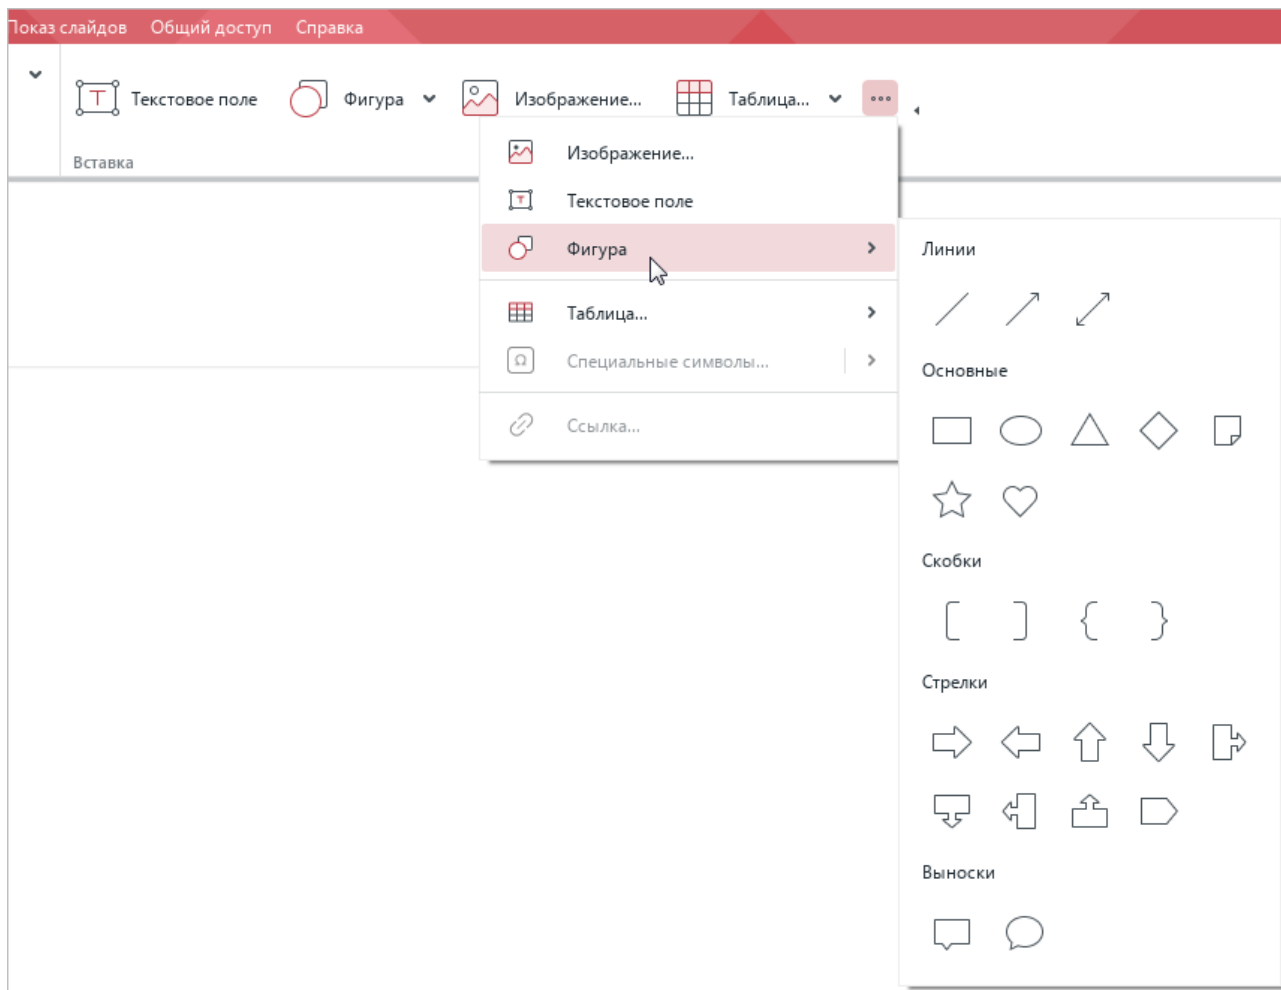 Показ слайдов Общий доступ Справка
Текстовое поле Фигура Изображение... Таблица...
Вставка
Изображение...
Текстовое поле
Фигура
Таблица...
Специальные символы...
Ссылка...
Линии
Основные
Скобки
Стрелки
Выноски